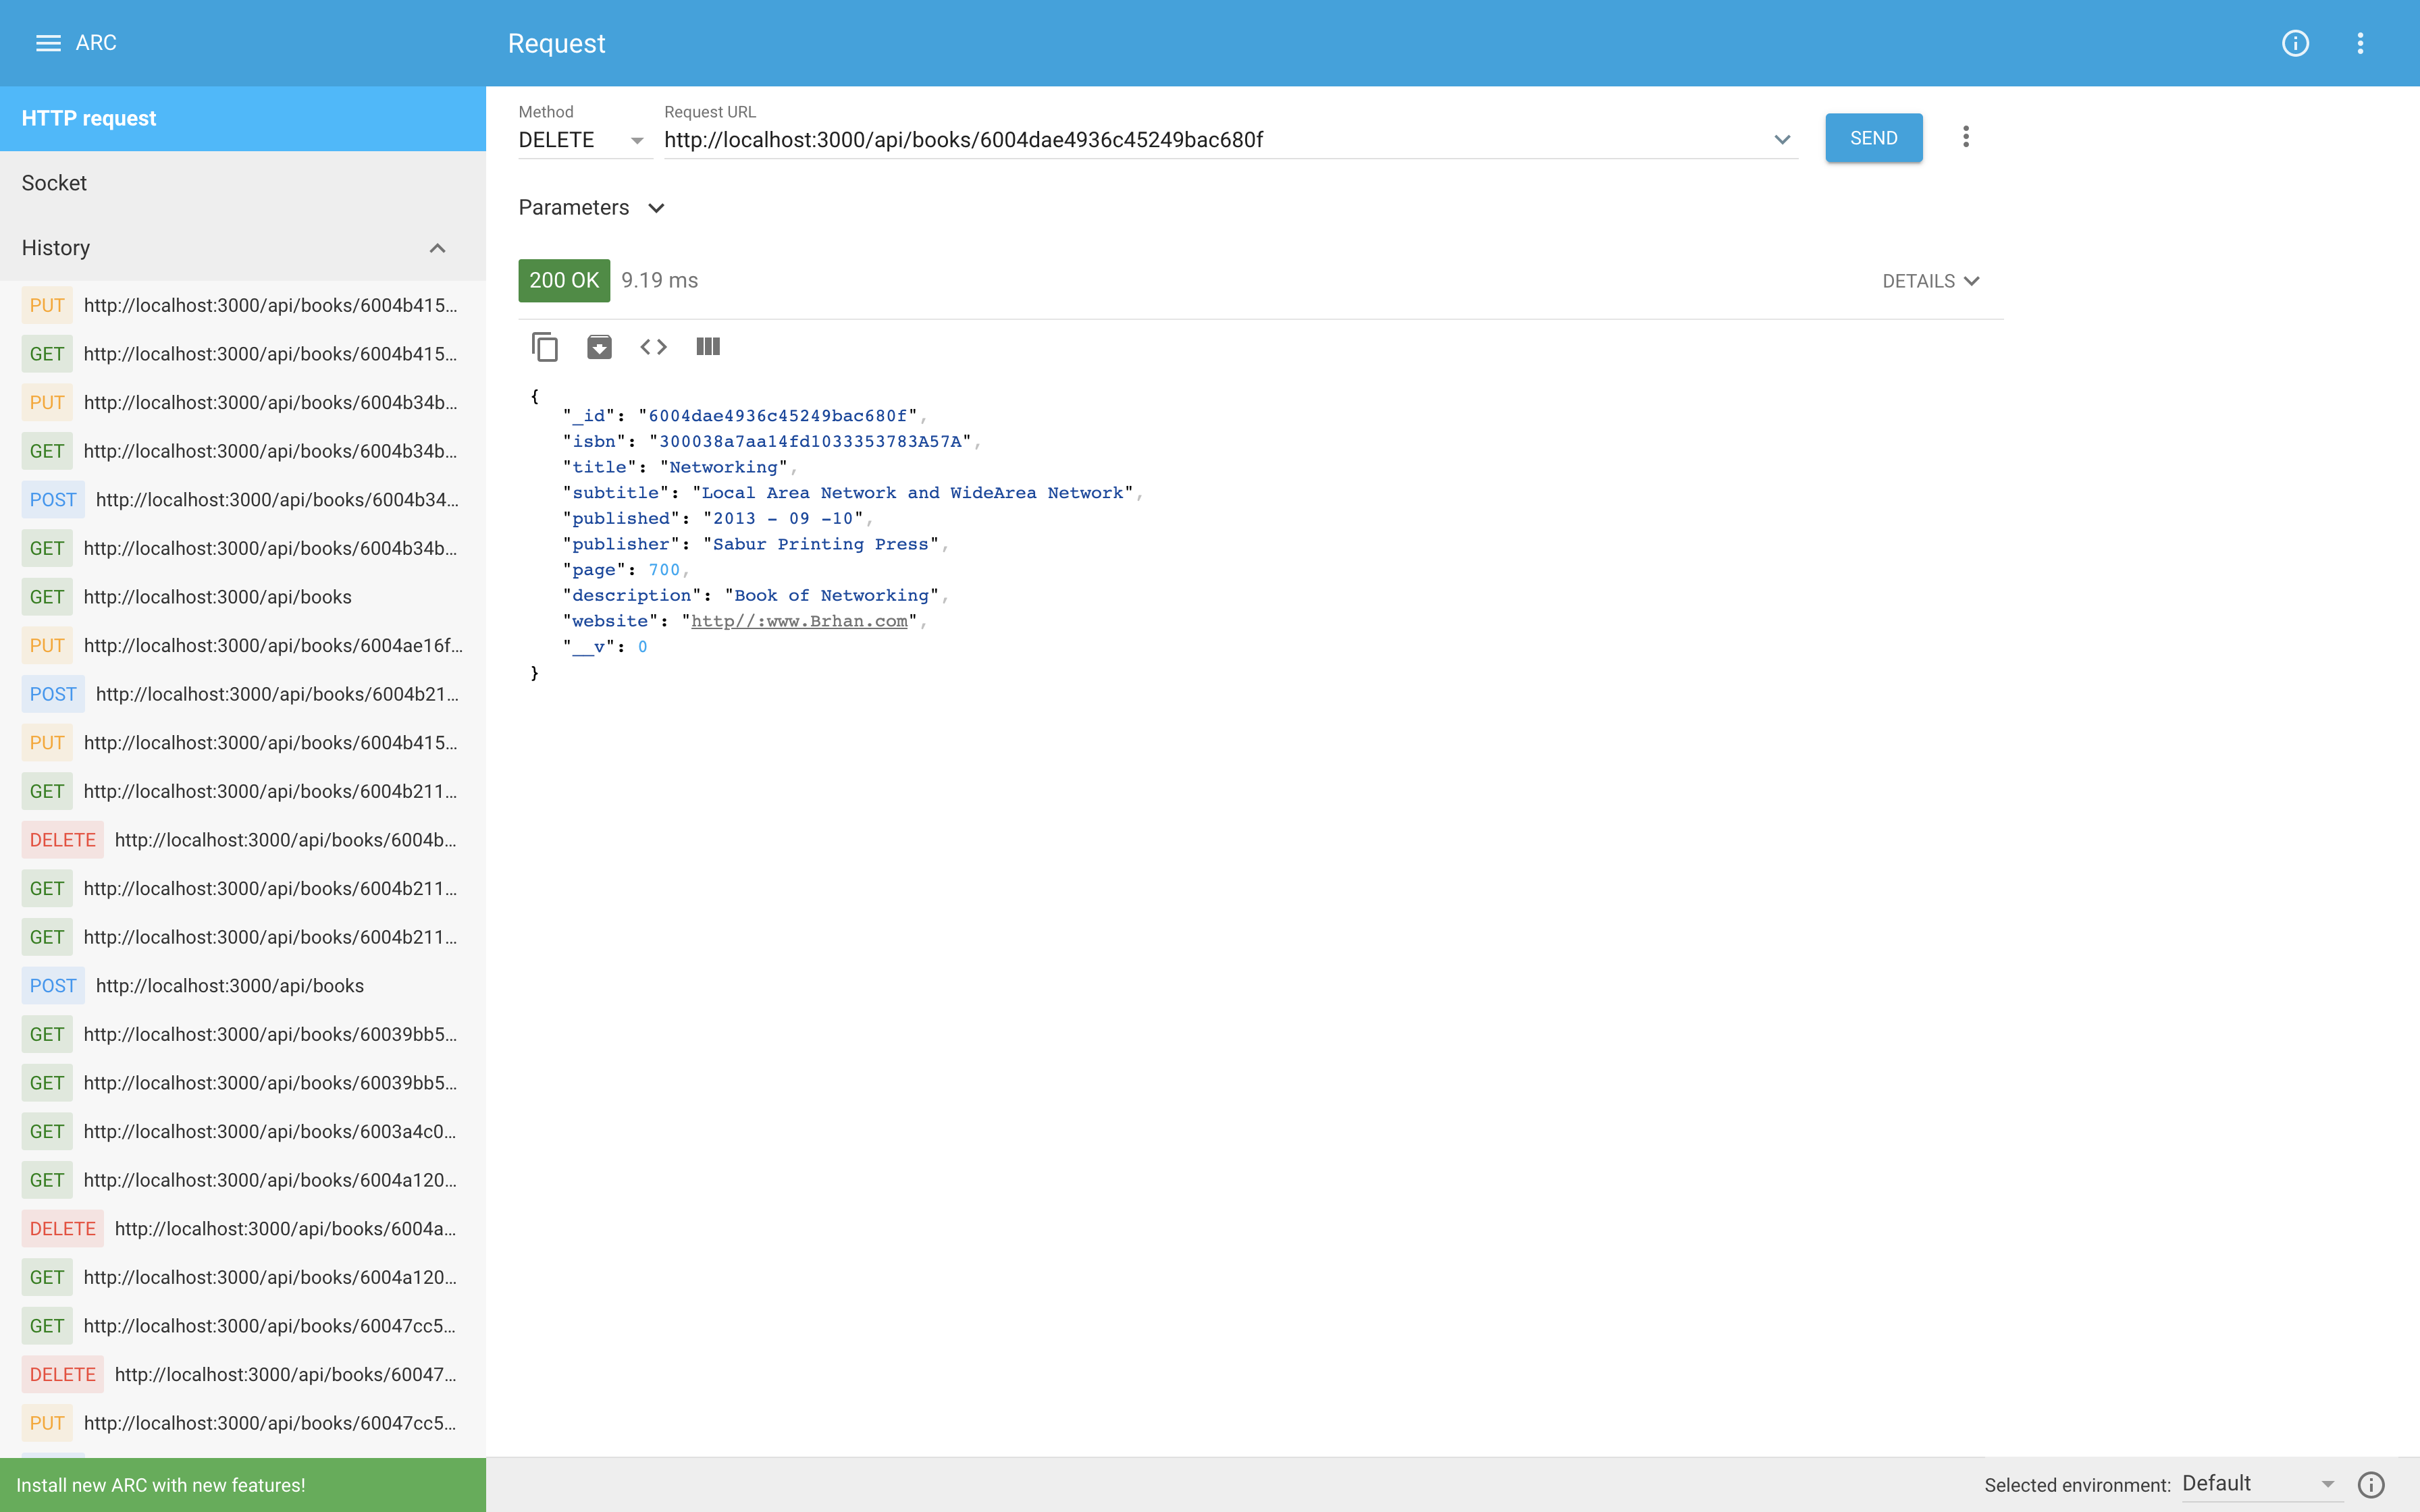 ARC
Request
HTTP request
Socket
History
PUT http://localhost:3000/api/books/6004b415...
GET http://localhost:3000/api/books/6004b415...
PUT http://localhost:3000/api/books/6004b34b...
GET http://localhost:3000/api/books/6004b34b...
POST http://localhost:3000/api/books/6004b34...
GET http://localhost:3000/api/books/6004b34b...
GET http://localhost:3000/api/books
PUT http://localhost:3000/api/books/6004ae16f...
POST http://localhost:3000/api/books/6004b21...
PUT http://localhost:3000/api/books/6004b415...
GET http://localhost:3000/api/books/6004b211...
DELETE http://localhost:3000/api/books/6004b...
GET http://localhost:3000/api/books/6004b211...
GET http://localhost:3000/api/books/6004b211...
POST http://localhost:3000/api/books
GET http://localhost:3000/api/books/60039bb5...
GET http://localhost:3000/api/books/60039bb5...
GET http://localhost:3000/api/books/6003a4c0...
GET http://localhost:3000/api/books/6004a120...
DELETE http://localhost:3000/api/books/6004a...
GET http://localhost:3000/api/books/6004a120...
GET http://localhost:3000/api/books/60047cc5...
DELETE http://localhost:3000/api/books/60047...
PUT http://localhost:3000/api/books/60047cc5...
Install new ARC with new features!
Method
DELETE
Request URL
http://localhost:3000/api/books/6004dae4936c45249bac680f
SEND
Parameters
200 OK 9.19 ms
DETAILS
{
"_id": "6004dae4936c45249bac680f",
"isbn": "300038a7aa14fd1033353783A57A",
"title": "Networking",
"subtitle": "Local Area Network and WideArea Network",
"published": "2013 - 09 -10",
"publisher": "Sabur Printing Press",
"page": 700,
"description": "Book of Networking",
"website": "http//:www.Brhan.com",
"__v": 0
}
Selected environment: Default